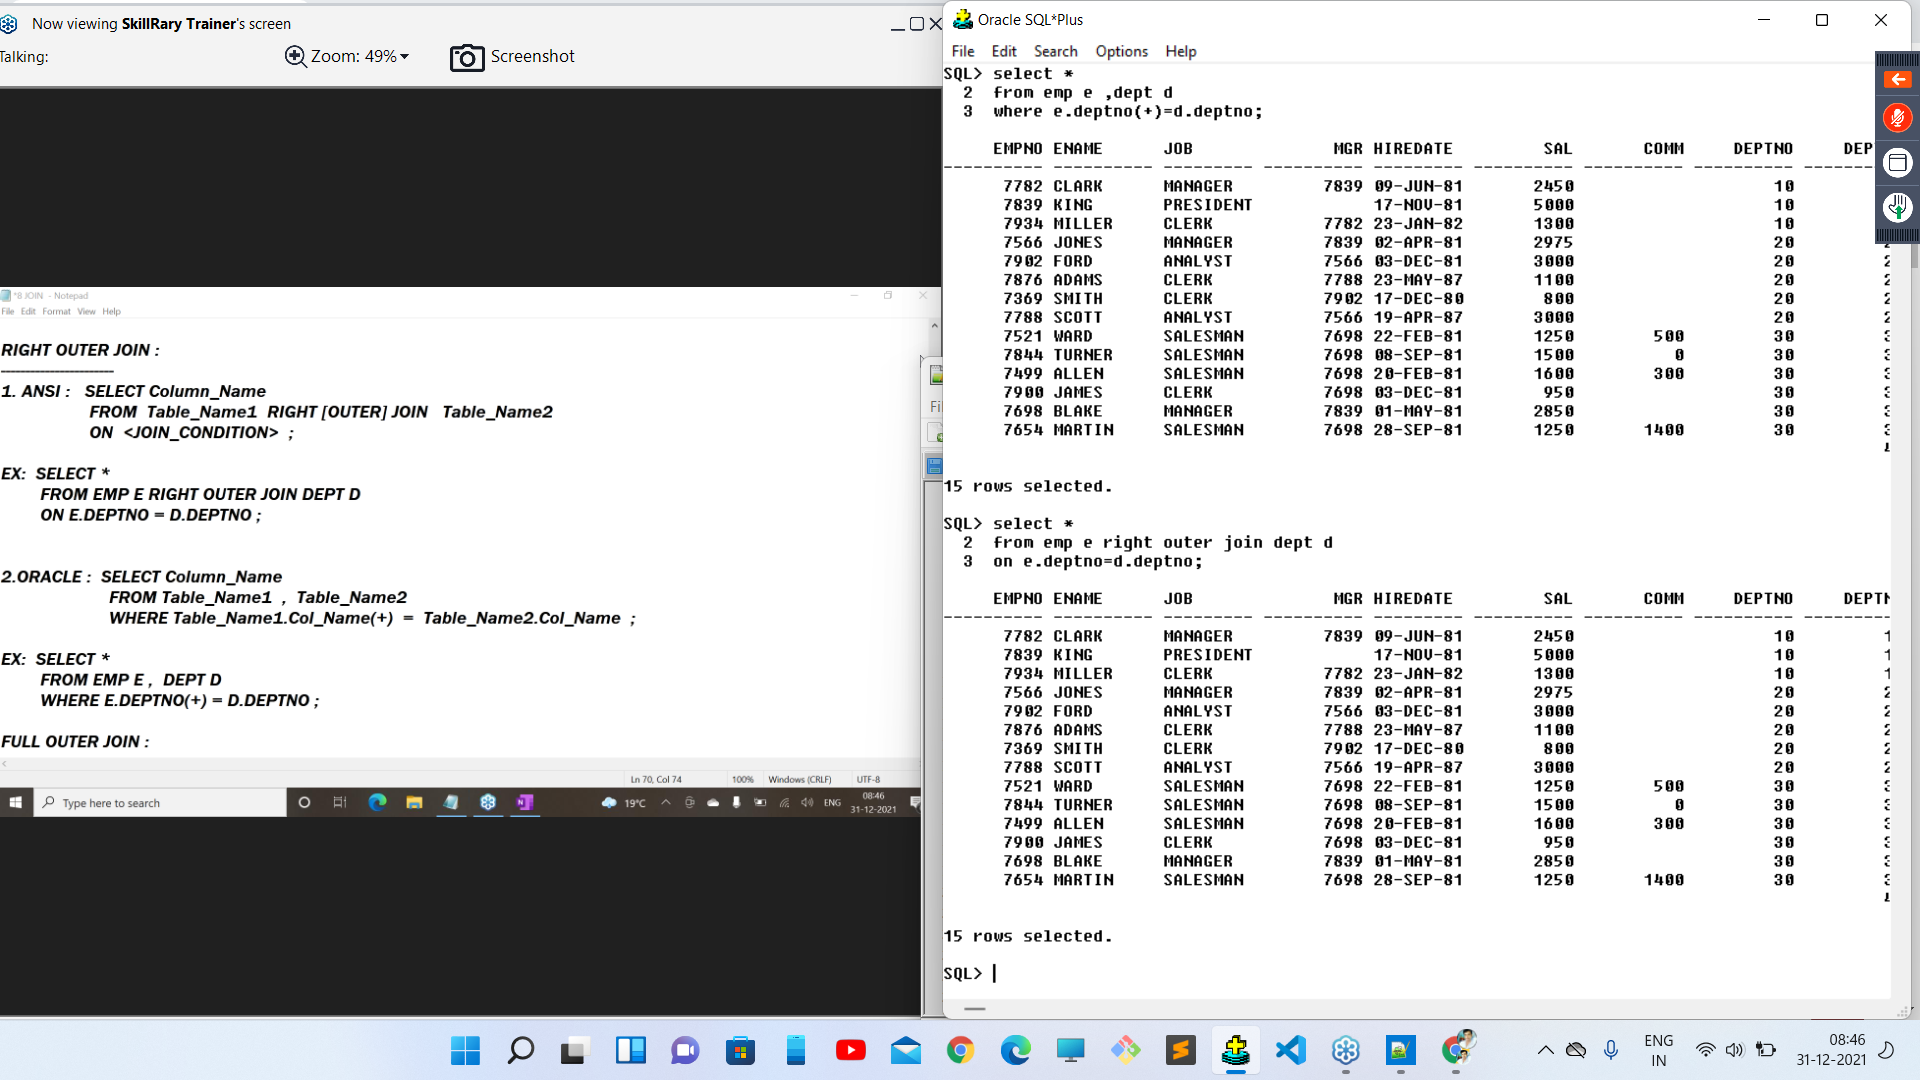 Now viewing SkillRary Trainer's screen
Talking:
Zoom: 49%
Screenshot
*8 JOIN - Notepad
File Edit Format View Help
RIGHT OUTER JOIN :
-----------------------
1. ANSI : SELECT Column_Name
FROM Table_Name1 RIGHT [OUTER] JOIN Table_Name2
ON <JOIN_CONDITION> ;
EX: SELECT *
FROM EMP E RIGHT OUTER JOIN DEPT D
ON E.DEPTNO = D.DEPTNO ;
2.ORACLE : SELECT Column_Name
FROM Table_Name1 , Table_Name2
WHERE Table_Name1.Col_Name(+) = Table_Name2.Col_Name ;
EX: SELECT *
FROM EMP E , DEPT D
WHERE E.DEPTNO(+) = D.DEPTNO ;
FULL OUTER JOIN :
Ln 70, Col 74 100% Windows (CRLF) UTF-8
Type here to search
19°C
ENG
08:46
31-12-2021
Fi
Oracle SQL*Plus
File Edit Search Options Help
SQL> select *
2 from emp e ,dept d
3 where e.deptno(+)=d.deptno;
EMPNO ENAME JOB MGR HIREDATE SAL COMM DEPTNO DEP
---------- ---------- --------- ---------- --------- ---------- ---------- ---------- -------
7782 CLARK MANAGER 7839 09-JUN-81 2450 10
7839 KING PRESIDENT 17-NOV-81 5000 10
7934 MILLER CLERK 7782 23-JAN-82 1300 10
7566 JONES MANAGER 7839 02-APR-81 2975 20 2
7902 FORD ANALYST 7566 03-DEC-81 3000 20 2
7876 ADAMS CLERK 7788 23-MAY-87 1100 20 2
7369 SMITH CLERK 7902 17-DEC-80 800 20 2
7788 SCOTT ANALYST 7566 19-APR-87 3000 20 2
7521 WARD SALESMAN 7698 22-FEB-81 1250 500 30 3
7844 TURNER SALESMAN 7698 08-SEP-81 1500 0 30 3
7499 ALLEN SALESMAN 7698 20-FEB-81 1600 300 30 3
7900 JAMES CLERK 7698 03-DEC-81 950 30 3
7698 BLAKE MANAGER 7839 01-MAY-81 2850 30 3
7654 MARTIN SALESMAN 7698 28-SEP-81 1250 1400 30 3
4
15 rows selected.
SQL> select *
2 from emp e right outer join dept d
3 on e.deptno=d.deptno;
EMPNO ENAME JOB MGR HIREDATE SAL COMM DEPTNO DEPTN
---------- ---------- --------- ---------- --------- ---------- ---------- ---------- ---------
7782 CLARK MANAGER 7839 09-JUN-81 2450 10 1
7839 KING PRESIDENT 17-NOV-81 5000 10 1
7934 MILLER CLERK 7782 23-JAN-82 1300 10 1
7566 JONES MANAGER 7839 02-APR-81 2975 20 2
7902 FORD ANALYST 7566 03-DEC-81 3000 20 2
7876 ADAMS CLERK 7788 23-MAY-87 1100 20 2
7369 SMITH CLERK 7902 17-DEC-80 800 20 2
7788 SCOTT ANALYST 7566 19-APR-87 3000 20 2
7521 WARD SALESMAN 7698 22-FEB-81 1250 500 30 3
7844 TURNER SALESMAN 7698 08-SEP-81 1500 0 30 3
7499 ALLEN SALESMAN 7698 20-FEB-81 1600 300 30 3
7900 JAMES CLERK 7698 03-DEC-81 950 30 3
7698 BLAKE MANAGER 7839 01-MAY-81 2850 30 3
7654 MARTIN SALESMAN 7698 28-SEP-81 1250 1400 30 3
4
15 rows selected.
SQL>
ENG
IN
08:46
31-12-2021